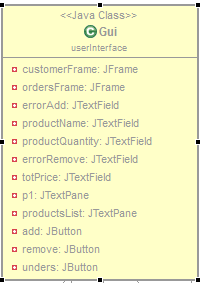 <<Java Class>>
Gui
userInterface
customerFrame: JFrame
ordersFrame: JFrame
errorAdd: JTextField
productName: JTextField
productQuantity: JTextField
errorRemove: JTextField
totPrice: JTextField
p1: JTextPane
productsList: JTextPane
add: JButton
remove: JButton
unders: JButton